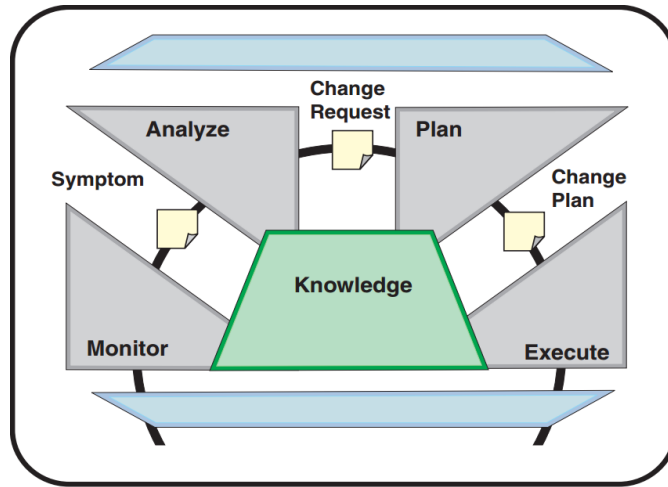 Change
Request
Analyze
Plan
Symptom
Change
Plan
Knowledge
Monitor
Execute